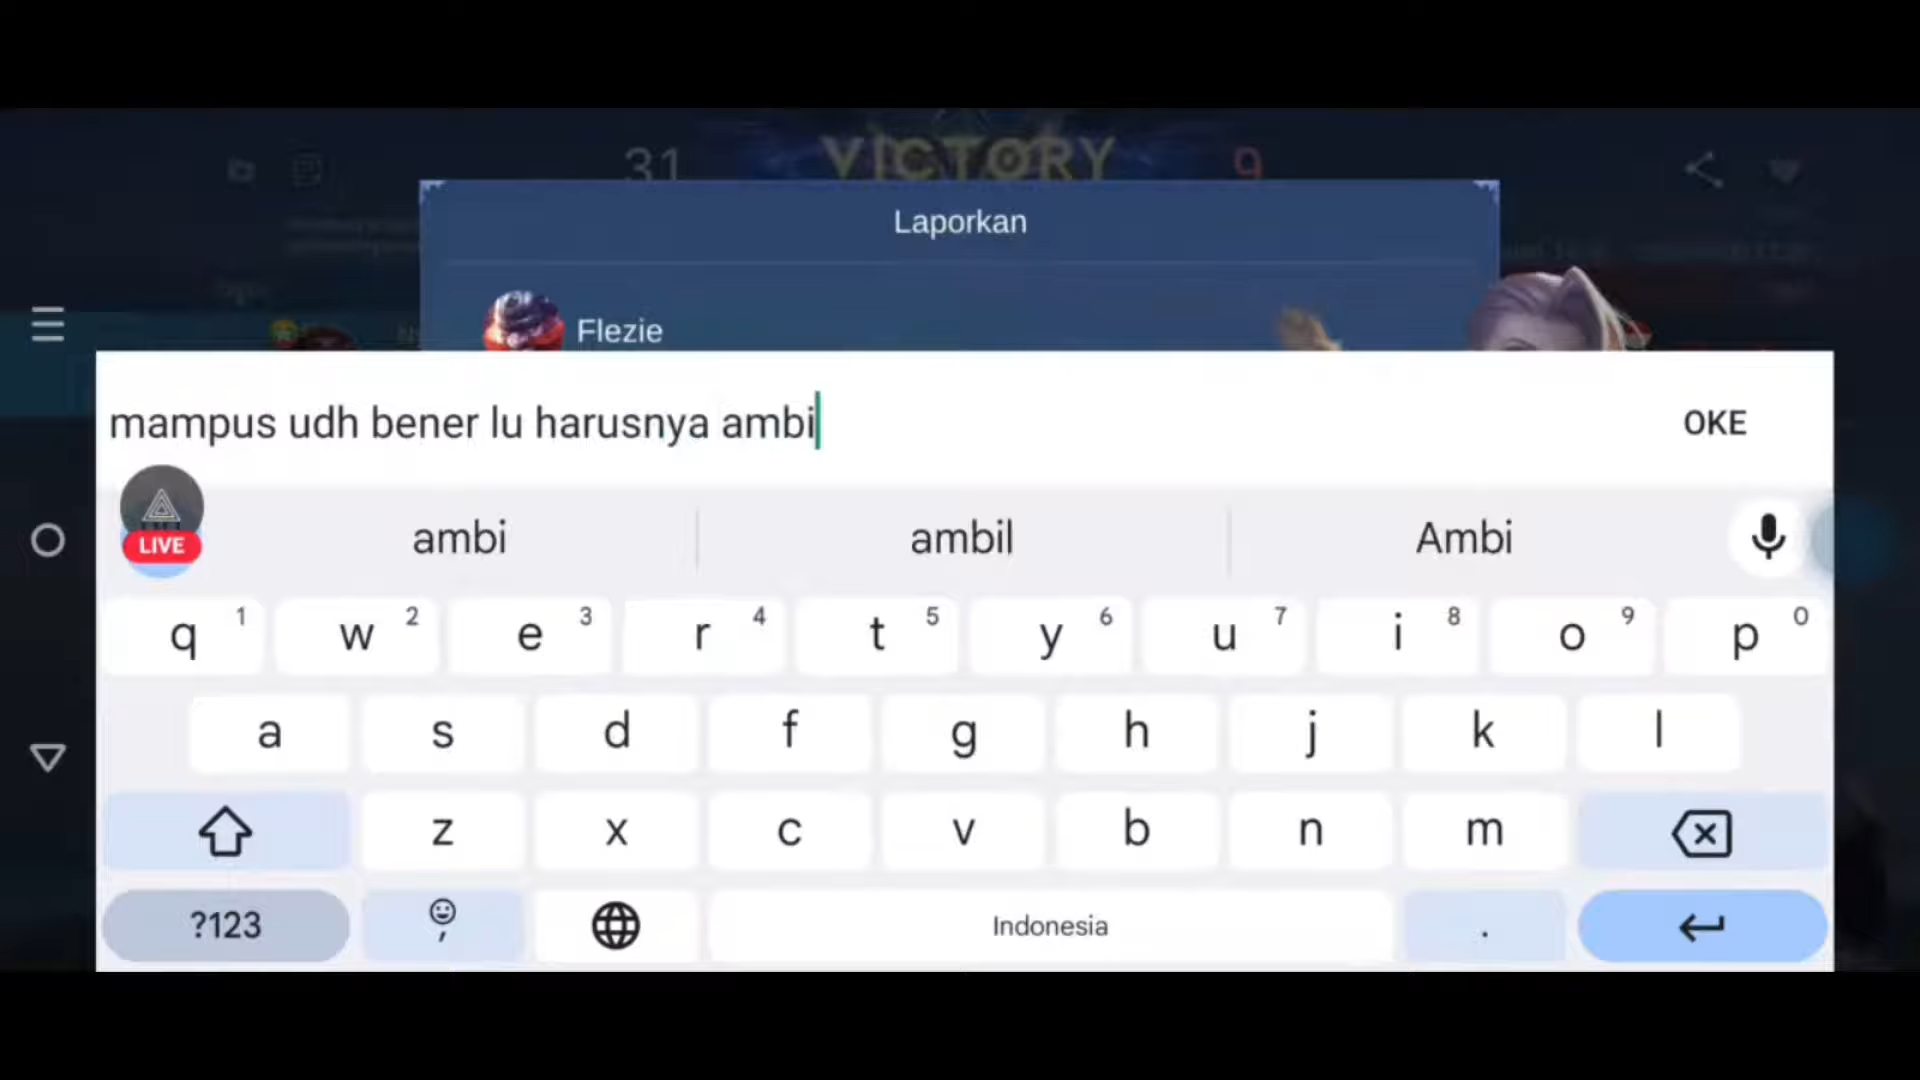 31 VICTORY 9
Laporkan
Flezie
mampus udh bener lu harusnya ambi
OKE
LIVE
ambi ambil Ambi
q 1 w 2 e 3 r 4 t 5 y 6 u 7 i 8 o 9 p 0
a s d f g h j k l
z x c v b n m
?123 , Indonesia .